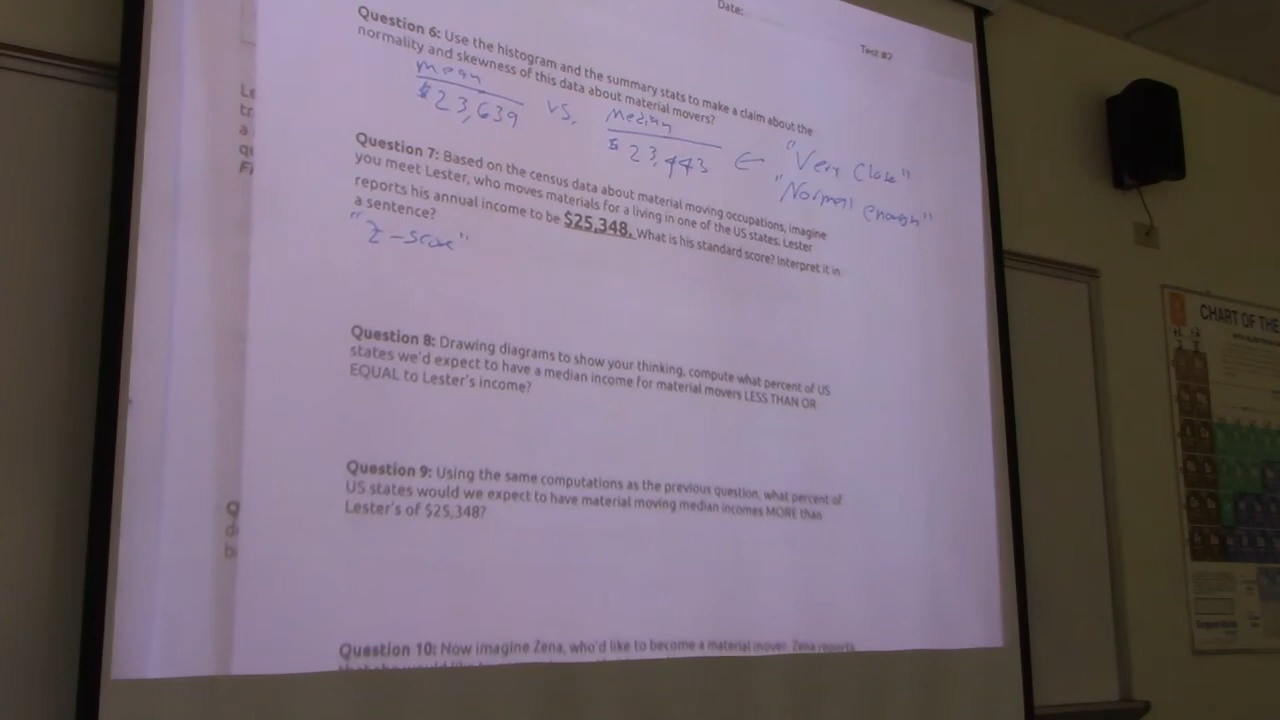 Date:
Test #2
Question 6: Use the histogram and the summary stats to make a claim about the
normality and skewness of this data about material movers?
mean
$23,639
vs.
Median
$23,443
"Very Close"
"Normal enough"
Question 7: Based on the census data about material moving occupations, imagine
you meet Lester, who moves materials for a living in one of the US states. Lester
reports his annual income to be $25,348. What is his standard score? Interpret it in
a sentence?
"Z-score"
Question 8: Drawing diagrams to show your thinking, compute what percent of US
states we'd expect to have a median income for material movers LESS THAN OR
EQUAL to Lester's income?
Question 9: Using the same computations as the previous question, what percent of
US states would we expect to have material moving median incomes MORE than
Lester's of $25,348?
Question 10: Now imagine Zena, who'd like to become a material mover. Zena reports
CHART OF THE